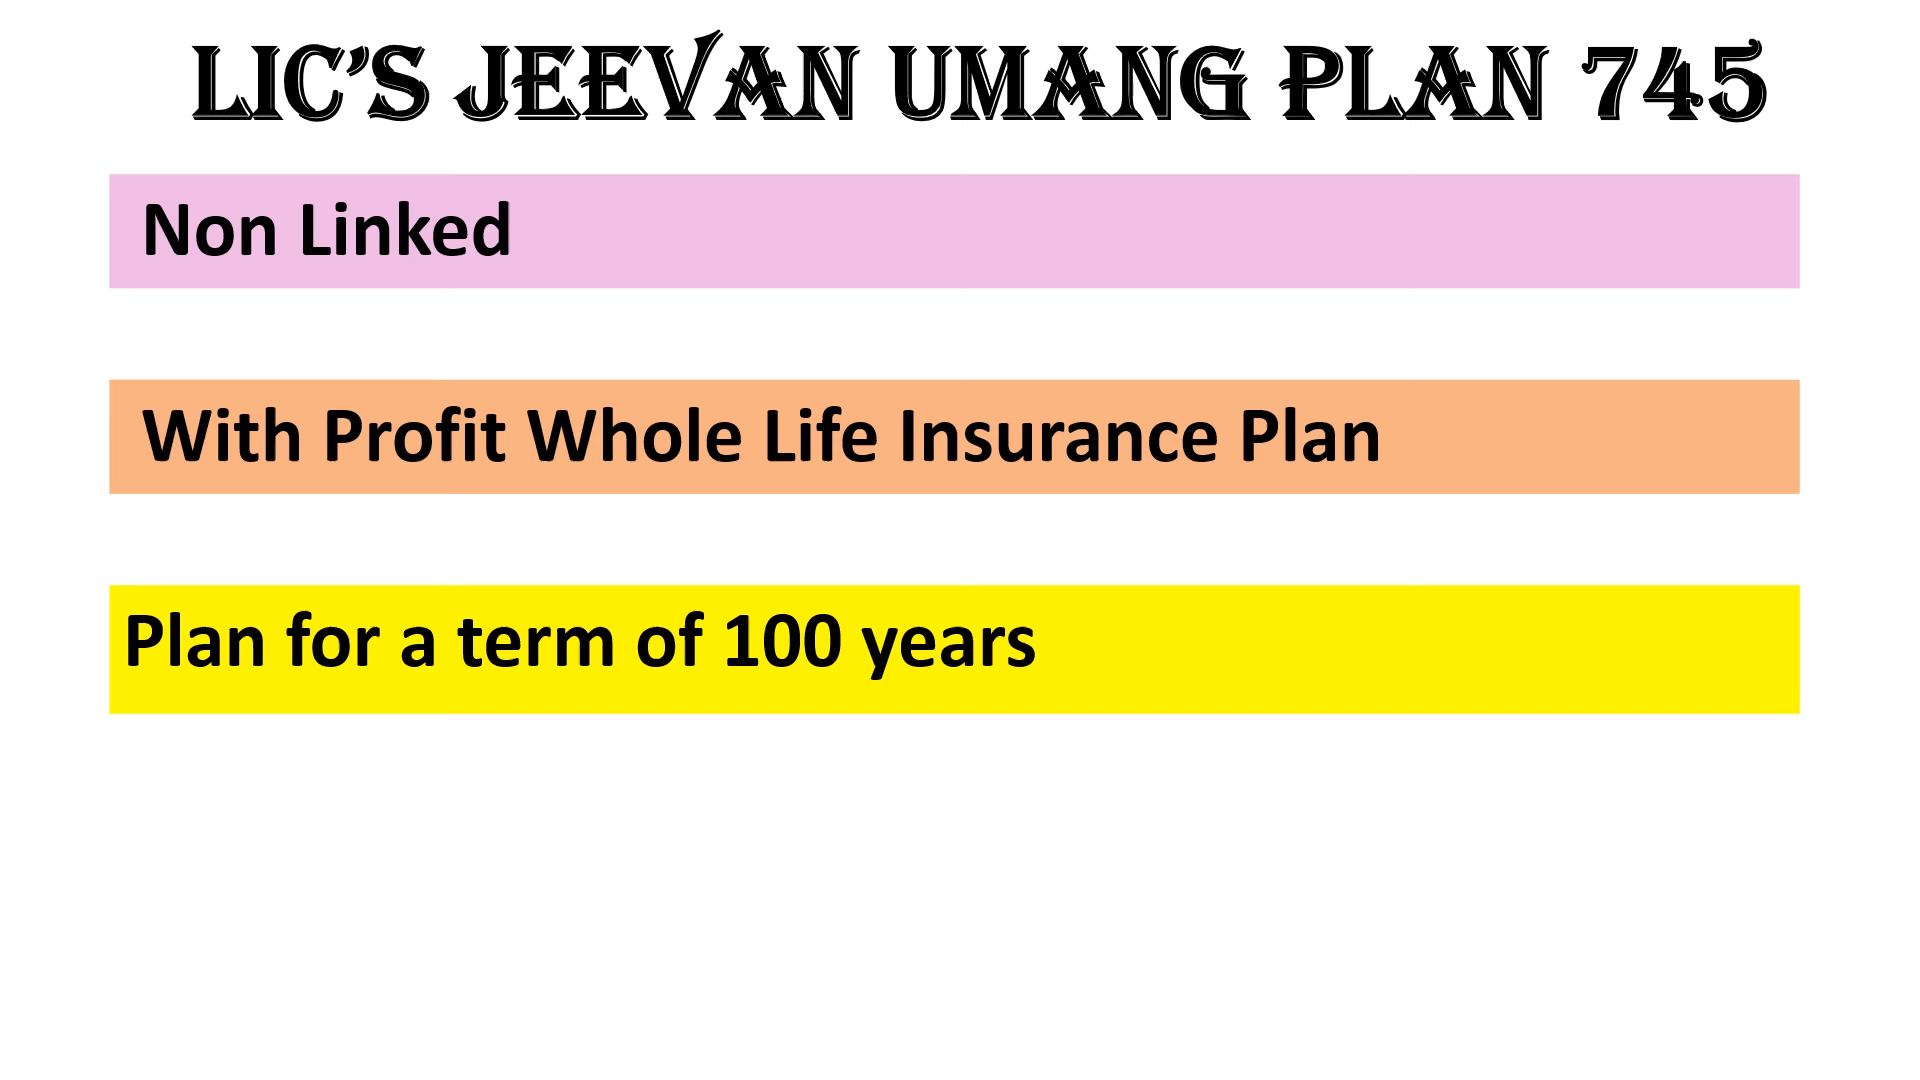 LIC’S JEEVAN UMANG PLAN 745
Non Linked
With Profit Whole Life Insurance Plan
Plan for a term of 100 years